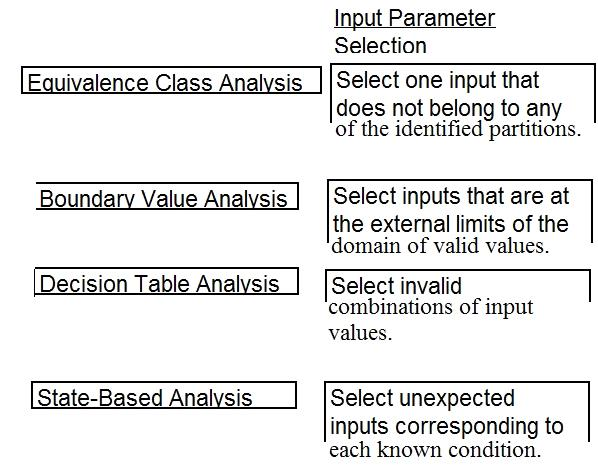 Input Parameter
Selection
Equivalence Class Analysis
Select one input that
does not belong to any
of the identified partitions.
Boundary Value Analysis
Select inputs that are at
the external limits of the
domain of valid values.
Decision Table Analysis
Select invalid
combinations of input
values.
State-Based Analysis
Select unexpected
inputs corresponding to
each known condition.